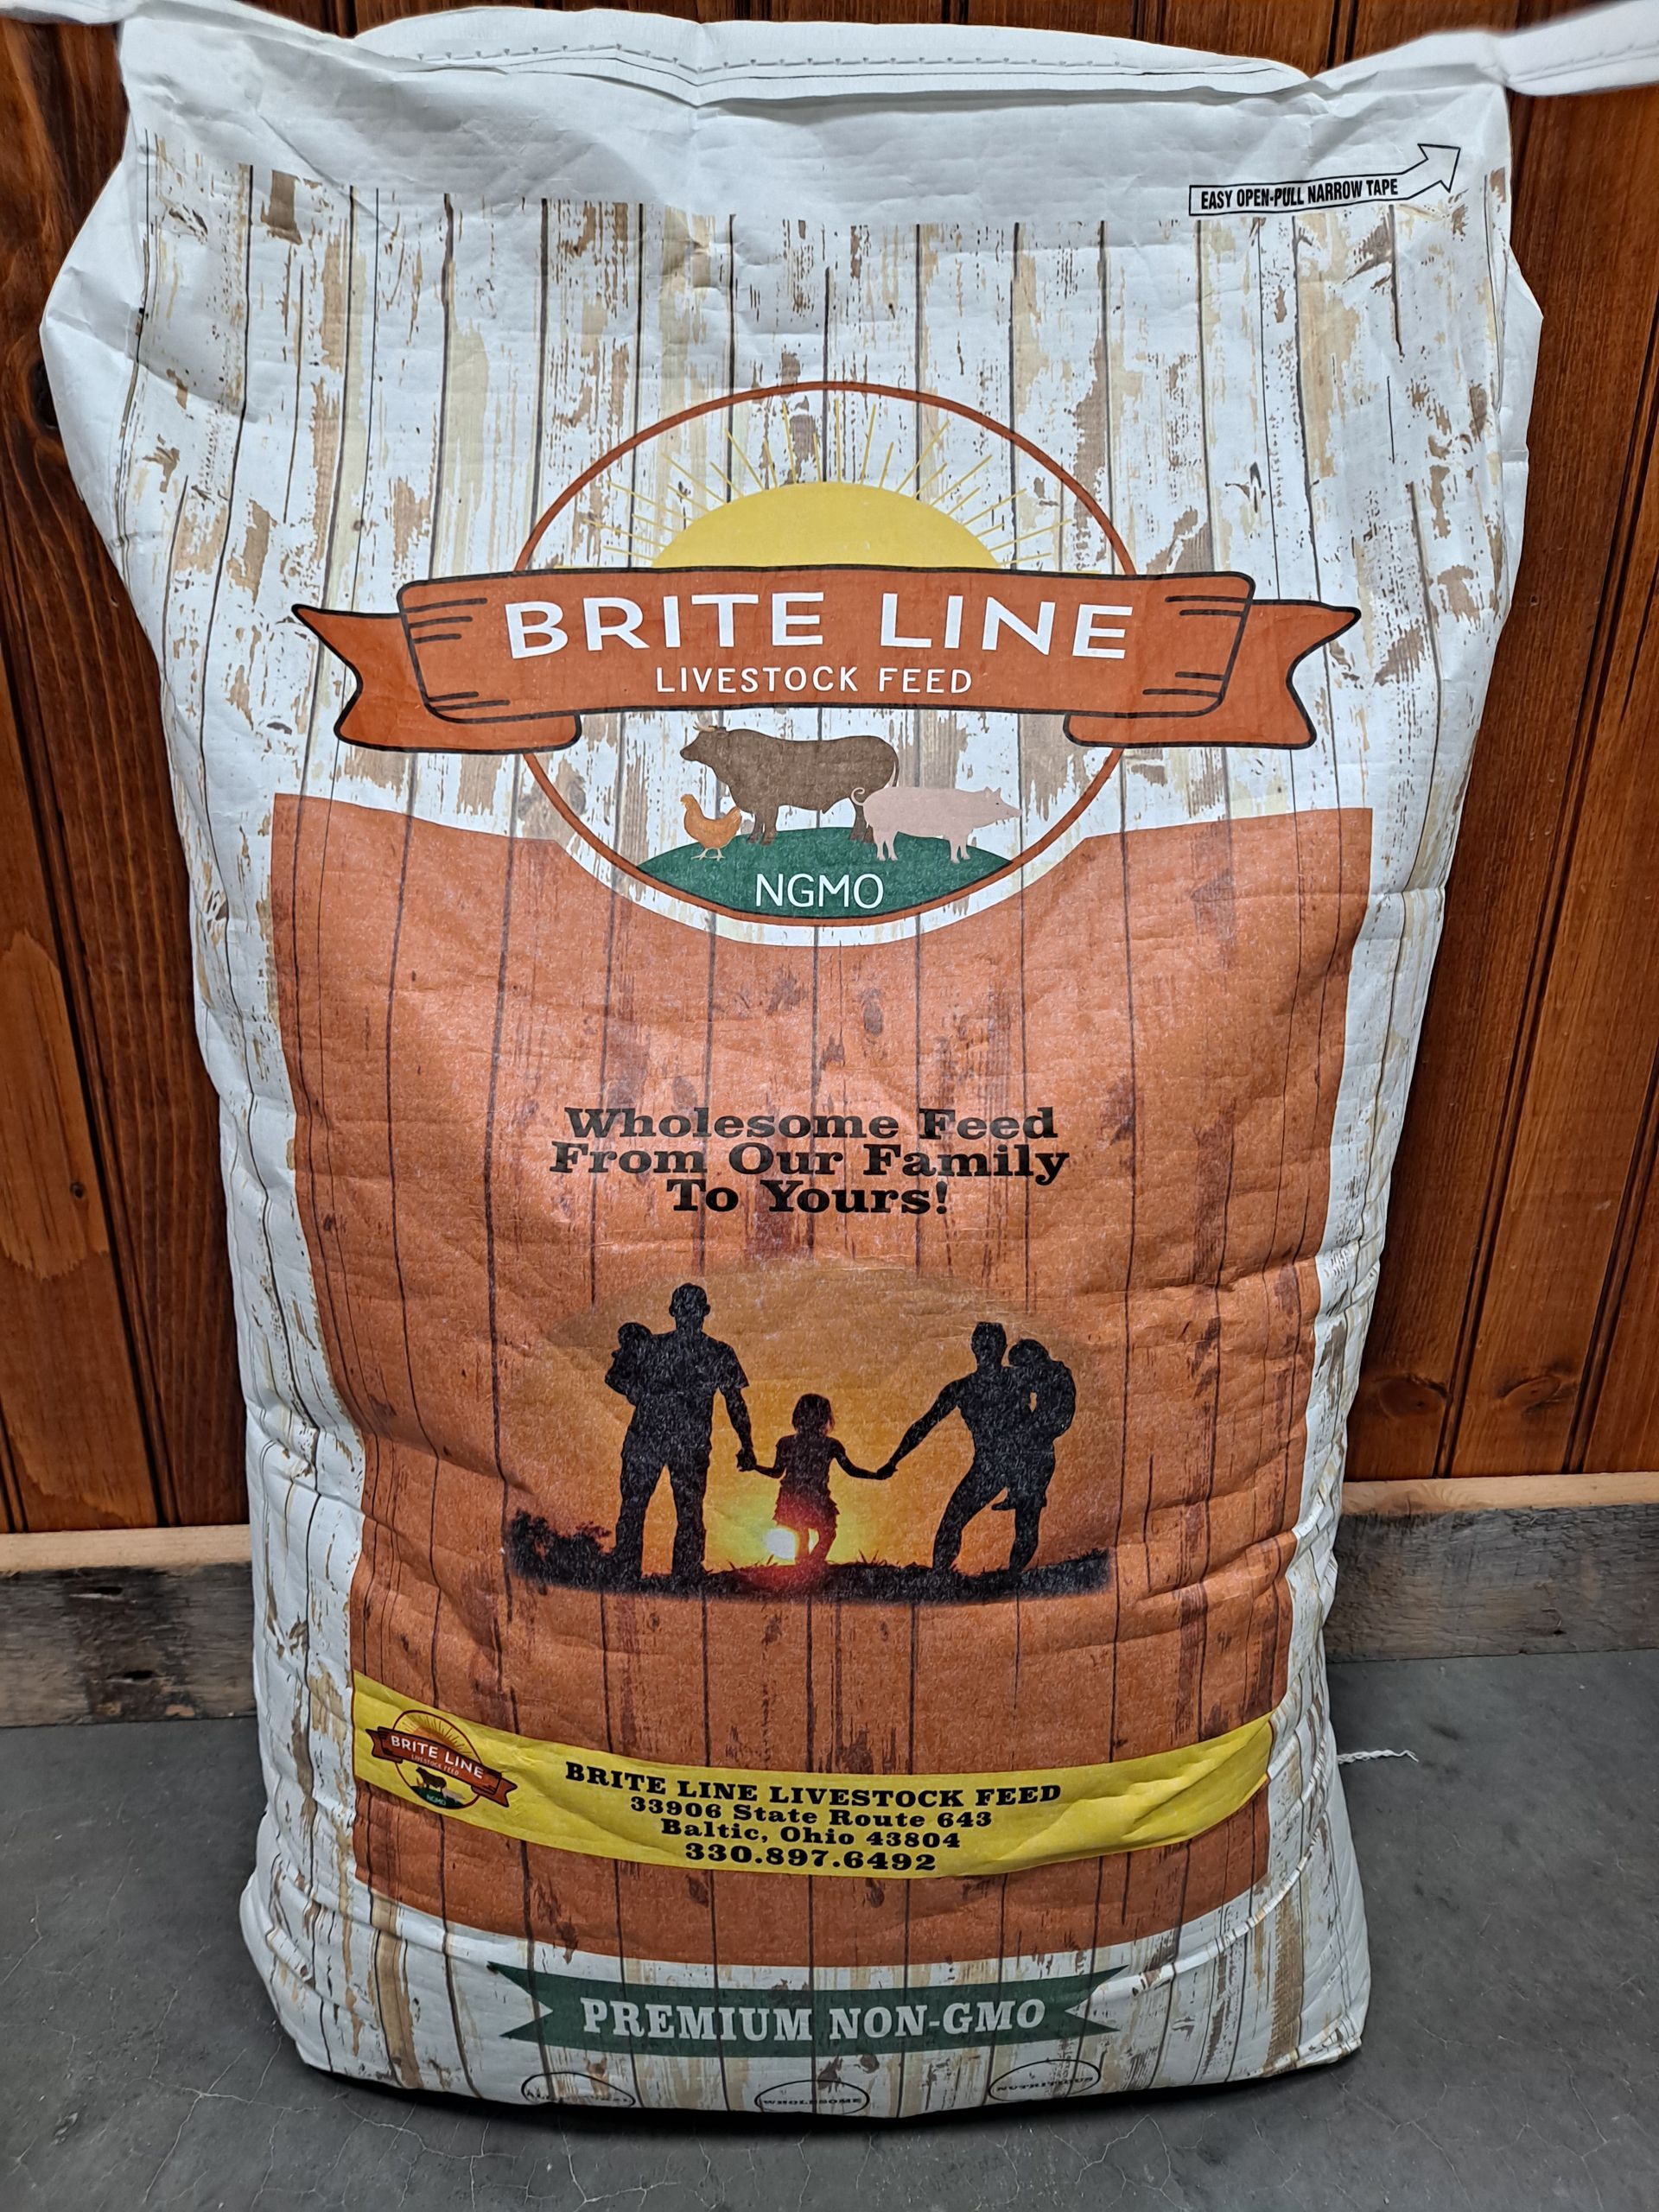 EASY OPEN-PULL NARROW TAPE
BRITE LINE
LIVESTOCK FEED
NGMO
Wholesome Feed
From Our Family
To Yours!
BRITE LINE
LIVESTOCK FEED
NGMO
BRITE LINE LIVESTOCK FEED
33906 State Route 643
Baltic, Ohio 43804
330.897.6492
PREMIUM NON-GMO
WHOLESOME
NUTRITIOUS